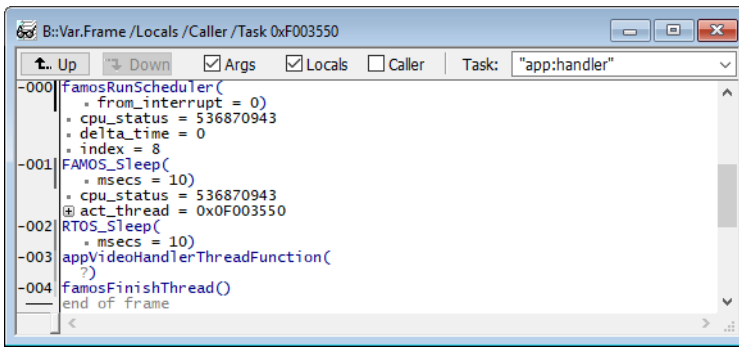 B::Var.Frame /Locals /Caller /Task 0xF003550
Up Down Args Locals Caller Task: "app:handler"
-000 famosRunScheduler(
from_interrupt = 0)
cpu_status = 536870943
delta_time = 0
index = 8
-001 FAMOS_Sleep(
msecs = 10)
cpu_status = 536870943
act_thread = 0x0F003550
-002 RTOS_Sleep(
msecs = 10)
-003 appVideoHandlerThreadFunction(
?)
-004 famosFinishThread()
end of frame